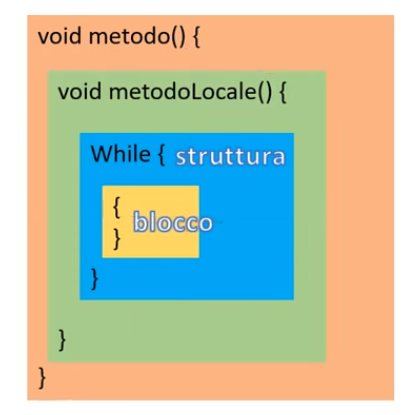 void metodo() {
void metodoLocale() {
While { struttura
{
blocco
}
}
}
}